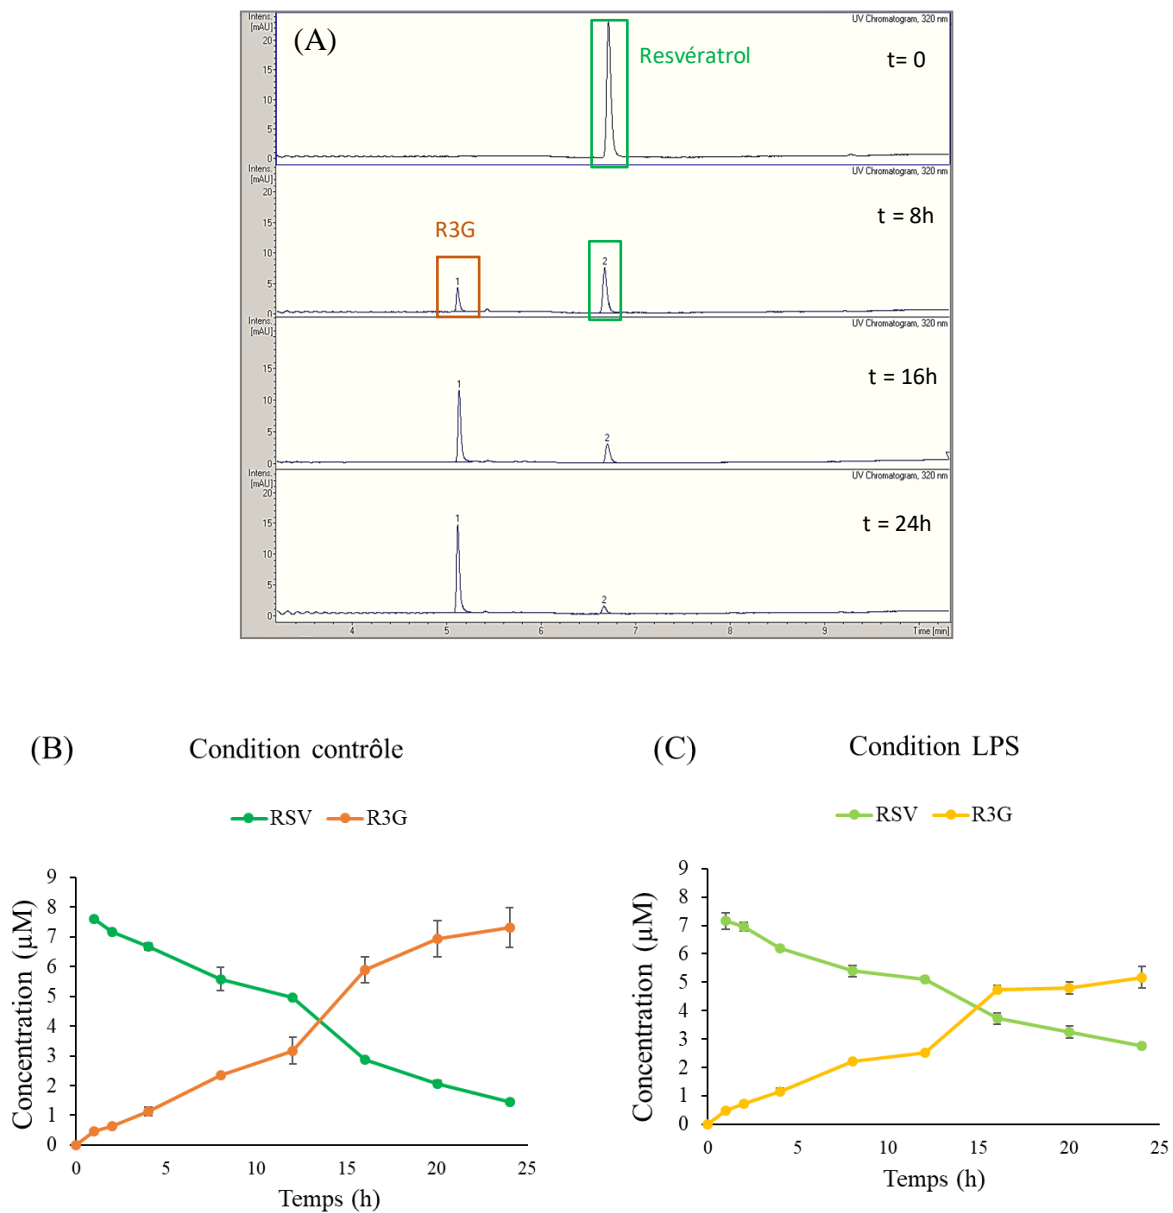 (A)
Intens.
[mAU]
UV Chromatogram, 320 nm
Resvératrol
t= 0
20
15
10
5
0
Intens.
[mAU]
UV Chromatogram, 320 nm
t = 8h
R3G
1
2
20
15
10
5
0
Intens.
[mAU]
UV Chromatogram, 320 nm
t = 16h
1
2
15
10
5
0
Intens.
[mAU]
UV Chromatogram, 320 nm
t = 24h
1
2
20
15
10
5
0
4 5 6 7 8 9 Time [min]
(B) Condition contrôle
RSV R3G
Concentration (µM)
9
8
7
6
5
4
3
2
1
0
0 5 10 15 20 25
Temps (h)
(C) Condition LPS
RSV R3G
Concentration (µM)
9
8
7
6
5
4
3
2
1
0
0 5 10 15 20 25
Temps (h)